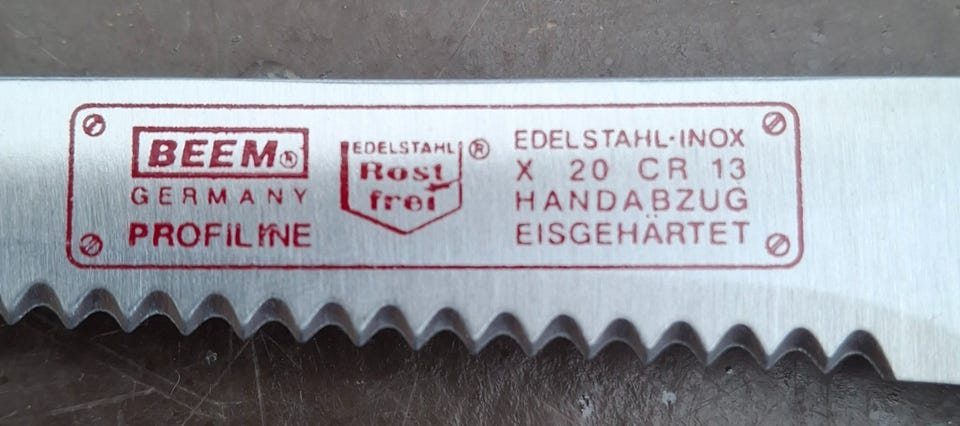 BEEM®
GERMANY
PROFILINE
EDELSTAHL®
Rost
frei
EDELSTAHL-INOX
X 20 CR 13
HANDABZUG
EISGEHÄRTET